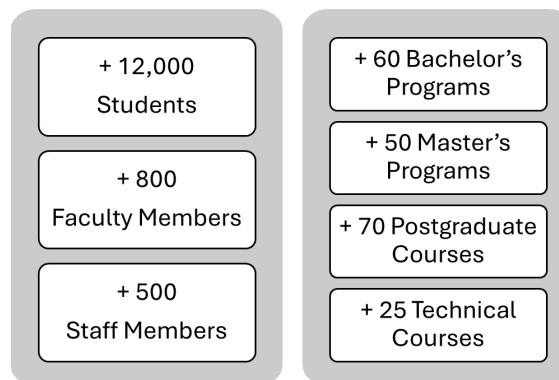 + 12,000
Students
+ 800
Faculty Members
+ 500
Staff Members
+ 60 Bachelor’s
Programs
+ 50 Master’s
Programs
+ 70 Postgraduate
Courses
+ 25 Technical
Courses